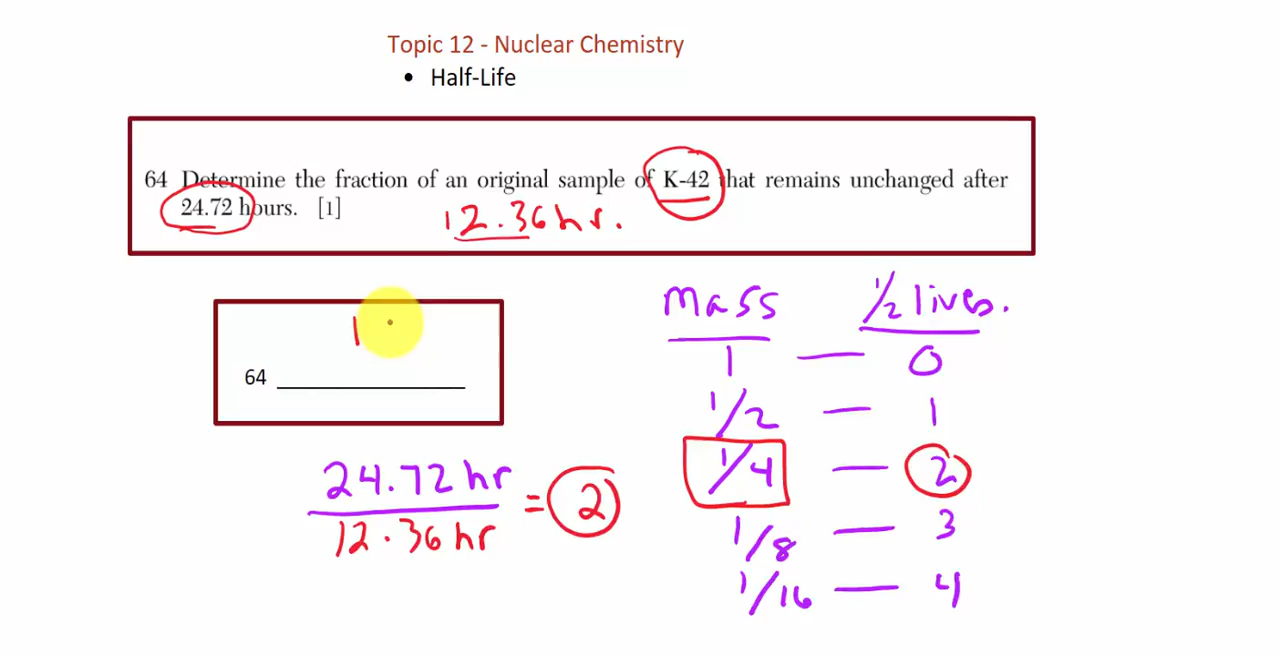 Topic 12 - Nuclear Chemistry
• Half-Life
64 Determine the fraction of an original sample of K-42 that remains unchanged after
24.72 hours. [1]
12.36 hr.
1
64 ____________
24.72 hr
12.36 hr
= 2
Mass 1/2 lives.
1 — 0
1/2 — 1
1/4 — 2
1/8 — 3
1/16 — 4